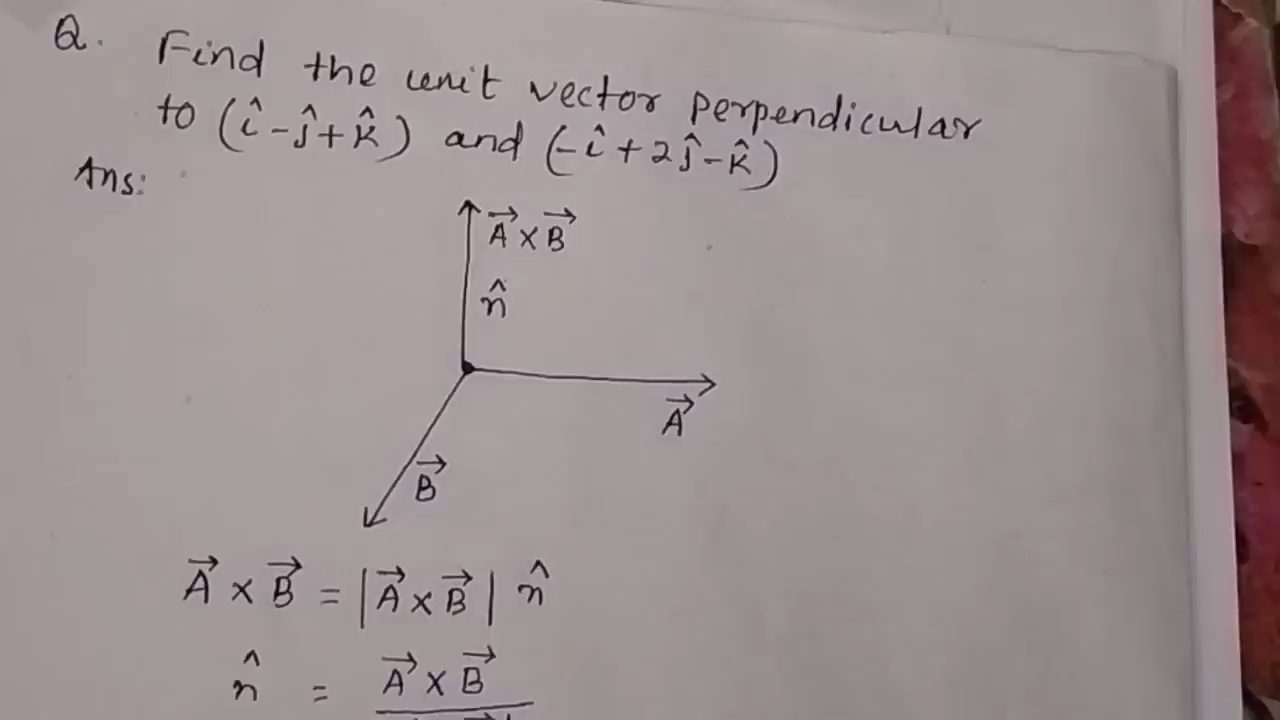 Q. Find the unit vector perpendicular
to (î - ĵ + k̂) and (-î + 2ĵ - k̂)
Ans:
A⃗ × B⃗
n̂
A⃗
B⃗
A⃗ × B⃗ = |A⃗ × B⃗| n̂
n̂ = A⃗ × B⃗